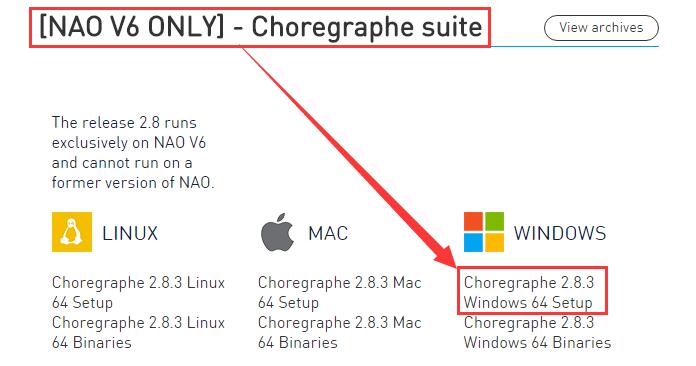 [NAO V6 ONLY] - Choregraphe suite
View archives
The release 2.8 runs
exclusively on NAO V6
and cannot run on a
former version of NAO.
LINUX
Choregraphe 2.8.3 Linux
64 Setup
Choregraphe 2.8.3 Linux
64 Binaries
MAC
Choregraphe 2.8.3 Mac
64 Setup
Choregraphe 2.8.3 Mac
64 Binaries
WINDOWS
Choregraphe 2.8.3
Windows 64 Setup
Choregraphe 2.8.3
Windows 64 Binaries